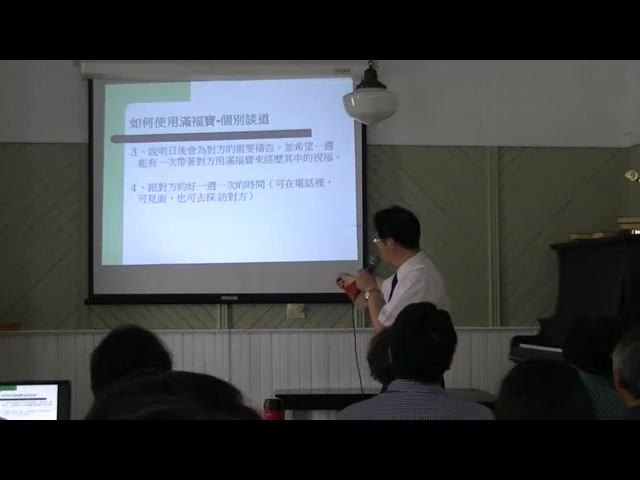 如何使用滿福寶-個別談道
3、說明日後會為對方的需要禱告，並希望一週
能有一次帶著對方用滿福寶來經歷其中的祝福。
4、跟對方約好一週一次的時間（可在電話裡，
可見面，也可去探訪對方）